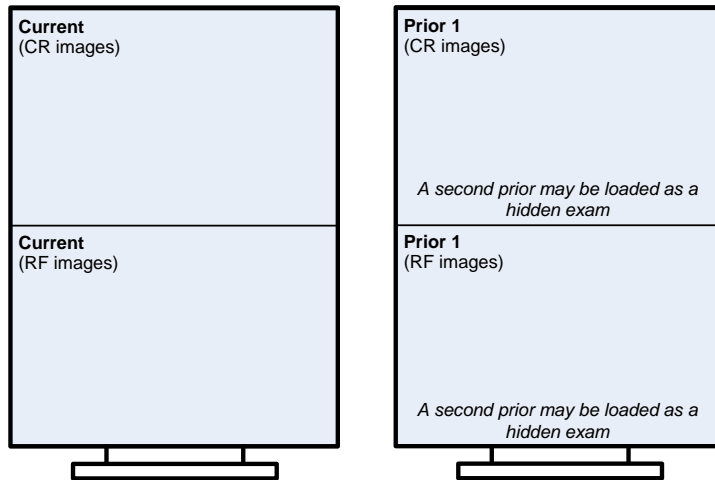 Current
(CR images)
Current
(RF images)
Prior 1
(CR images)
A second prior may be loaded as a
hidden exam
Prior 1
(RF images)
A second prior may be loaded as a
hidden exam